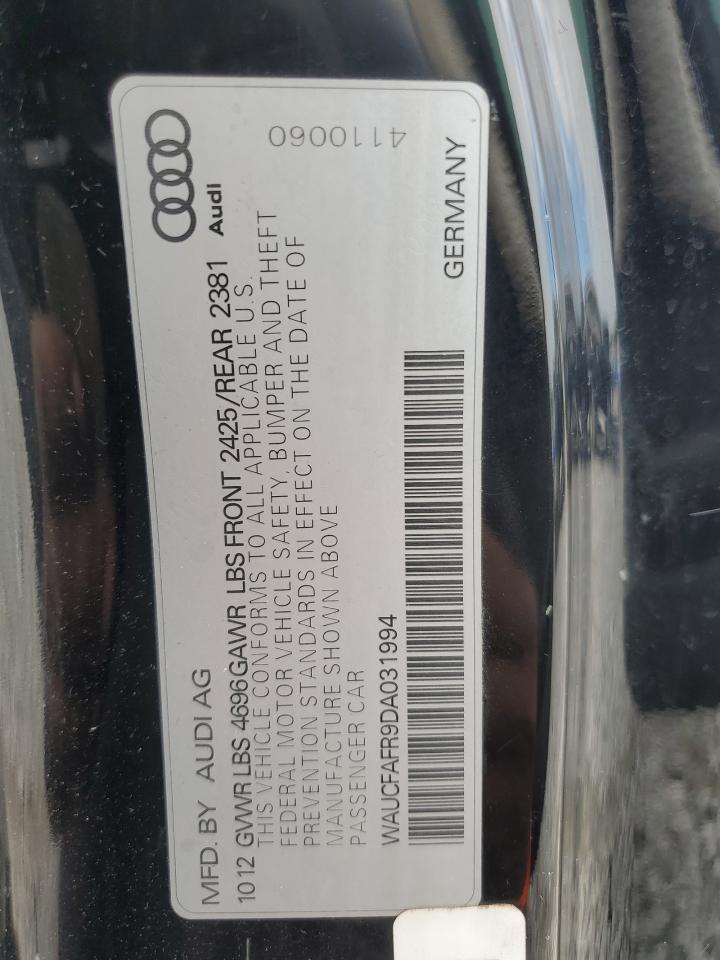 MFD. BY AUDI AG
Audi
1012 GVWR LBS 4696 GAWR LBS FRONT 2425/REAR 2381
THIS VEHICLE CONFORMS TO ALL APPLICABLE U.S.
FEDERAL MOTOR VEHICLE SAFETY, BUMPER AND THEFT
PREVENTION STANDARDS IN EFFECT ON THE DATE OF
MANUFACTURE SHOWN ABOVE
4110060
PASSENGER CAR
WAUCFAFR9DA031994
GERMANY